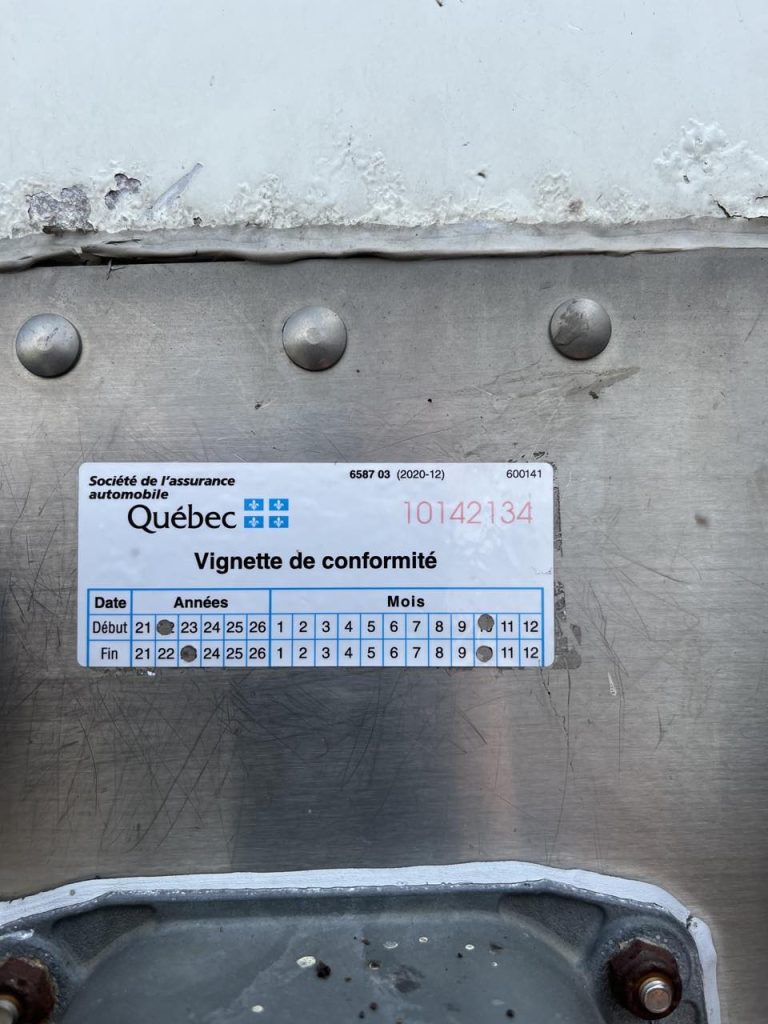 6587 03 (2020-12) 600141
Société de l'assurance
automobile
Québec 10142134
Vignette de conformité
Date Années Mois
Début 21 23 24 25 26 1 2 3 4 5 6 7 8 9 11 12
Fin 21 22 24 25 26 1 2 3 4 5 6 7 8 9 11 12